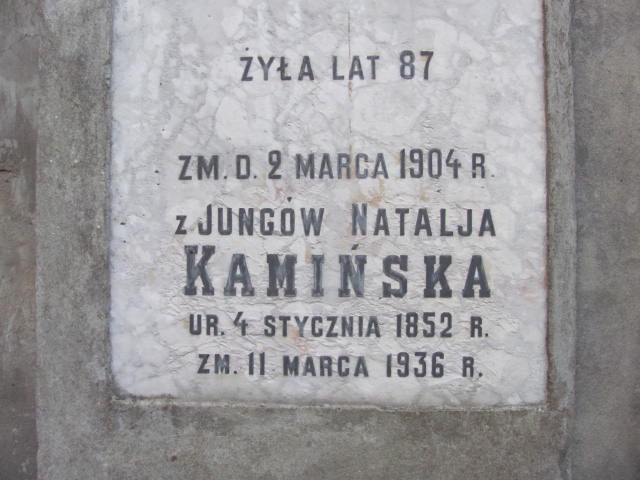 ŻYŁA LAT 87
ZM. D. 2 MARCA 1904 R.
z JUNGÓW NATALJA
KAMIŃSKA
UR. 4 STYCZNIA 1852 R.
ZM. 11 MARCA 1936 R.